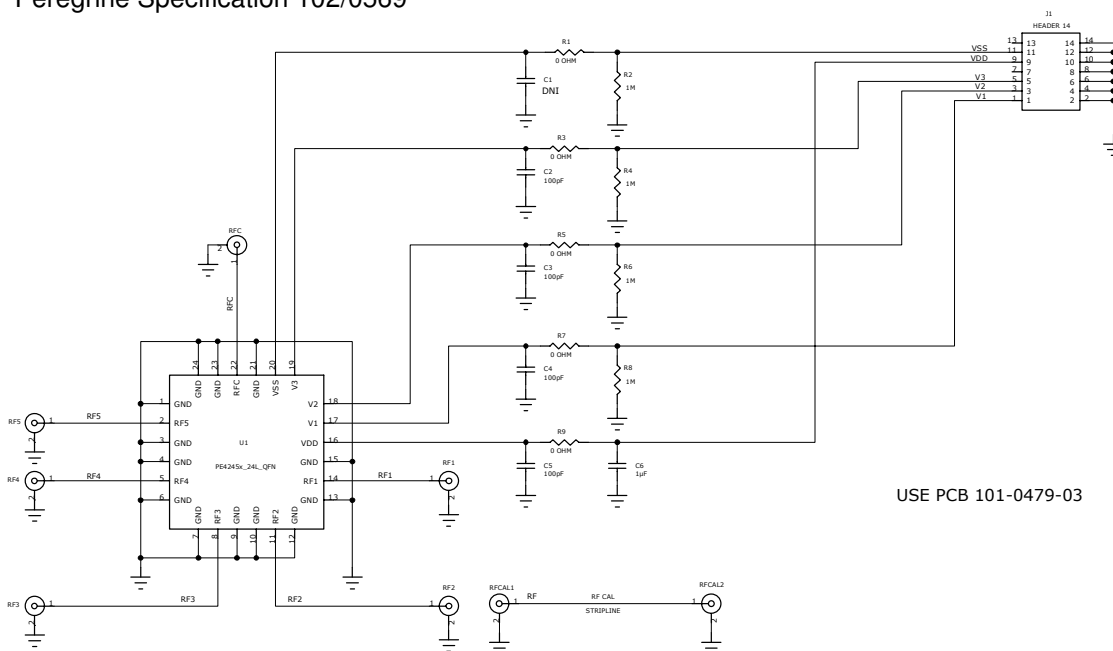 Peregrine Specification 102/0569
J1
HEADER 14
13 13 14 14
VSS 11 11 12 12
VDD 9 9 10 10
7 7 8 8
V3 5 5 6 6
V2 3 3 4 4
V1 1 1 2 2
R1
0 OHM
C1
DNI
R2
1M
R3
0 OHM
C2
100pF
R4
1M
RFC
2
1
RFC
R5
0 OHM
C3
100pF
R6
1M
R7
0 OHM
C4
100pF
R8
1M
24 23 22 21 20 19
GND GND RFC GND VSS V3
1 GND
2 RF5
3 GND
4 GND
5 RF4
6 GND
U1
PE4245x_24L_QFN
V2 18
V1 17
VDD 16
GND 15
RF1 14
GND 13
GND RF3 GND GND RF2 GND
7 8 9 10 11 12
RF5 1 RF5
2
RF4 1 RF4
2
RF1 1 RF1
2
R9
0 OHM
C5
100pF
C6
1µF
USE PCB 101-0479-03
RF3 1 RF3
2
RF2 1 RF2
2
RFCAL1
1 RF
2
RF CAL
STRIPLINE
RFCAL2
1
2